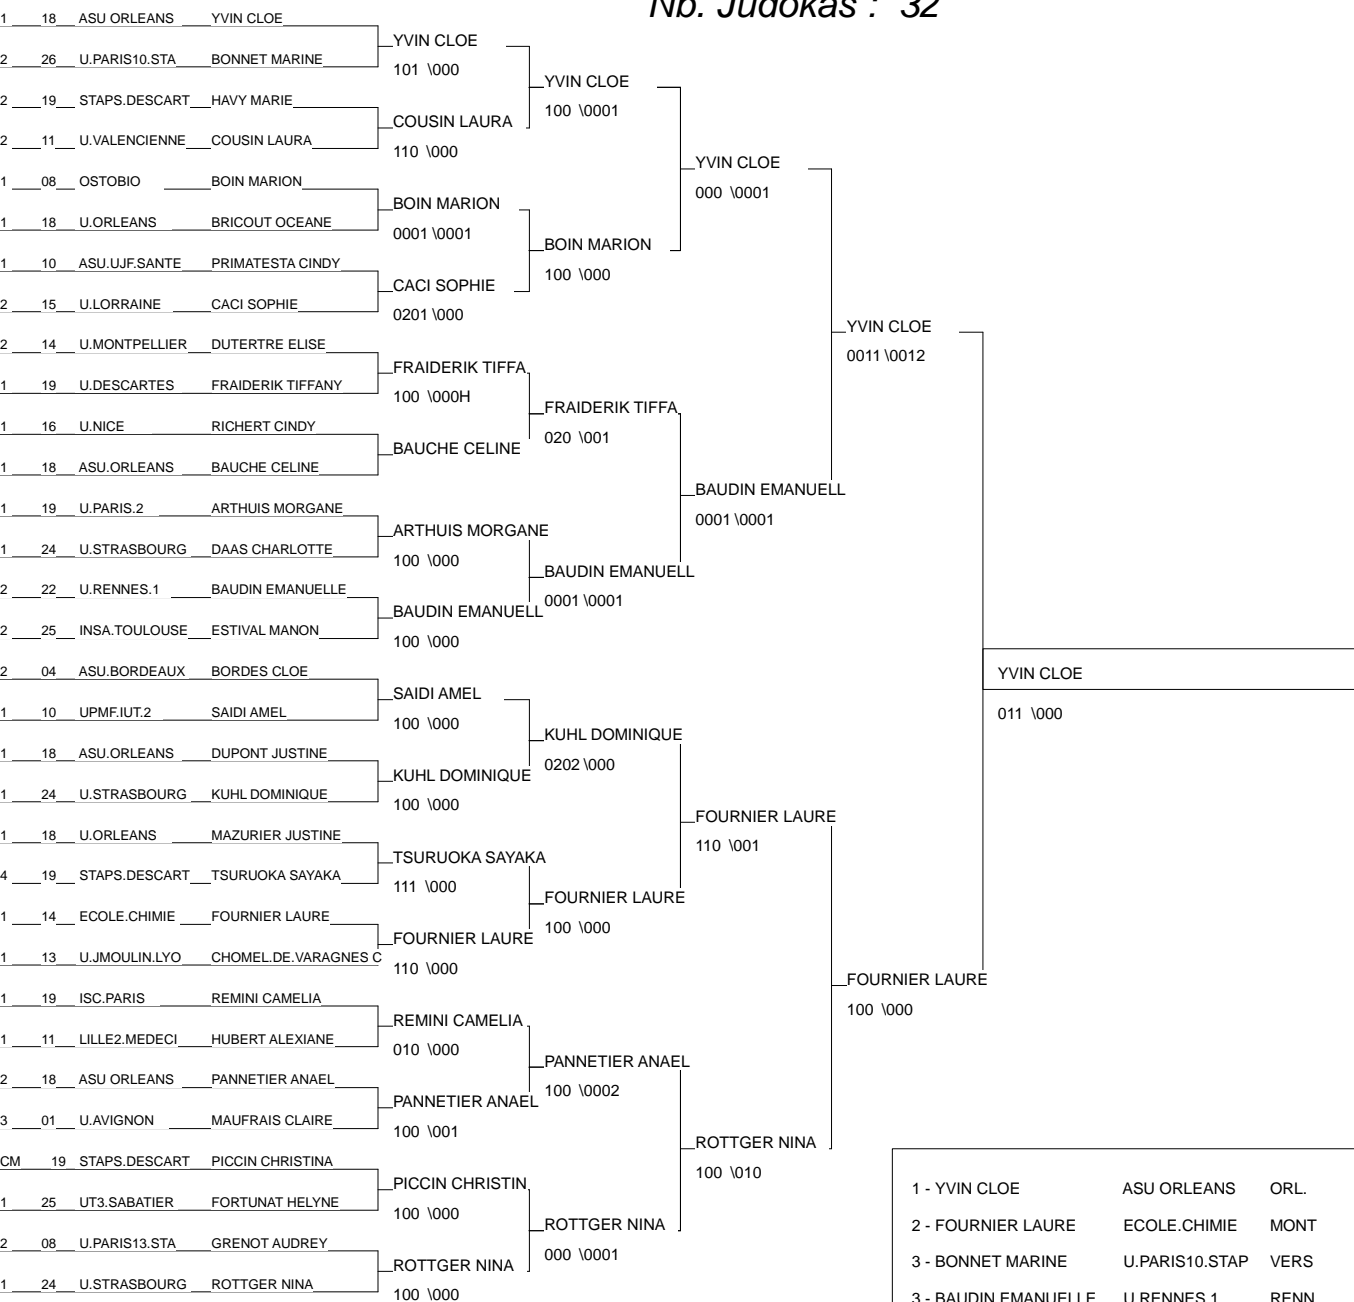 Nb. Judokas : 32
1 18 ASU ORLEANS YVIN CLOE
2 26 U.PARIS10.STA BONNET MARINE
2 19 STAPS.DESCART HAVY MARIE
2 11 U.VALENCIENNE COUSIN LAURA
1 08 OSTOBIO BOIN MARION
1 18 U.ORLEANS BRICOUT OCEANE
1 10 ASU.UJF.SANTE PRIMATESTA CINDY
2 15 U.LORRAINE CACI SOPHIE
2 14 U.MONTPELLIER DUTERTRE ELISE
1 19 U.DESCARTES FRAIDERIK TIFFANY
1 16 U.NICE RICHERT CINDY
1 18 ASU.ORLEANS BAUCHE CELINE
1 19 U.PARIS.2 ARTHUIS MORGANE
1 24 U.STRASBOURG DAAS CHARLOTTE
2 22 U.RENNES.1 BAUDIN EMANUELLE
2 25 INSA.TOULOUSE ESTIVAL MANON
2 04 ASU.BORDEAUX BORDES CLOE
1 10 UPMF.IUT.2 SAIDI AMEL
1 18 ASU.ORLEANS DUPONT JUSTINE
1 24 U.STRASBOURG KUHL DOMINIQUE
1 18 U.ORLEANS MAZURIER JUSTINE
4 19 STAPS.DESCART TSURUOKA SAYAKA
1 14 ECOLE.CHIMIE FOURNIER LAURE
1 13 U.JMOULIN.LYO CHOMEL.DE.VARAGNES C
1 19 ISC.PARIS REMINI CAMELIA
1 11 LILLE2.MEDECI HUBERT ALEXIANE
2 18 ASU ORLEANS PANNETIER ANAEL
3 01 U.AVIGNON MAUFRAIS CLAIRE
CM 19 STAPS.DESCART PICCIN CHRISTINA
1 25 UT3.SABATIER FORTUNAT HELYNE
2 08 U.PARIS13.STA GRENOT AUDREY
1 24 U.STRASBOURG ROTTGER NINA
YVIN CLOE
101 \000
COUSIN LAURA
110 \000
BOIN MARION
0001 \0001
CACI SOPHIE
0201 \000
FRAIDERIK TIFFA
100 \000H
BAUCHE CELINE
ARTHUIS MORGANE
100 \000
BAUDIN EMANUELL
100 \000
SAIDI AMEL
100 \000
KUHL DOMINIQUE
100 \000
TSURUOKA SAYAKA
111 \000
FOURNIER LAURE
110 \000
REMINI CAMELIA
010 \000
PANNETIER ANAEL
100 \001
PICCIN CHRISTIN
100 \000
ROTTGER NINA
100 \000
YVIN CLOE
100 \0001
BOIN MARION
100 \000
FRAIDERIK TIFFA
020 \001
BAUDIN EMANUELL
0001 \0001
KUHL DOMINIQUE
0202 \000
FOURNIER LAURE
100 \000
PANNETIER ANAEL
100 \0002
ROTTGER NINA
000 \0001
YVIN CLOE
000 \0001
BAUDIN EMANUELL
0001 \0001
FOURNIER LAURE
110 \001
ROTTGER NINA
100 \010
YVIN CLOE
0011 \0012
FOURNIER LAURE
100 \000
YVIN CLOE
011 \000
1 - YVIN CLOE ASU ORLEANS ORL.
2 - FOURNIER LAURE ECOLE.CHIMIE MONT
3 - BONNET MARINE U.PARIS10.STAP VERS
3 - BAUDIN EMANUELLE U.RENNES.1 RENN